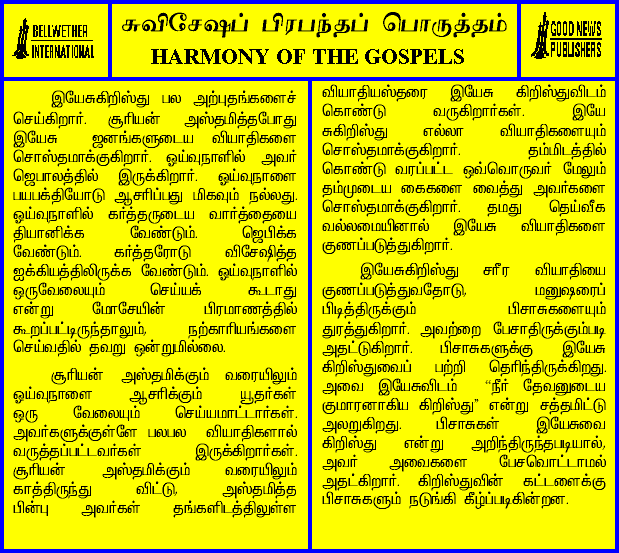 BELLWETHER
INTERNATIONAL
சுவிசேஷப் பிரபந்தப் பொருத்தம்
HARMONY OF THE GOSPELS
GOOD NEWS
PUBLISHERS
இயேசுகிறிஸ்து பல அற்புதங்களைச்
செய்கிறார். சூரியன் அஸ்தமித்தபோது
இயேசு ஜனங்களுடைய வியாதிகளை
சொஸ்தமாக்குகிறார். ஓய்வுநாளில் அவர்
ஜெபாலத்தில் இருக்கிறார். ஓய்வுநாளை
பயபக்தியோடு ஆசரிப்பது மிகவும் நல்லது.
ஓய்வுநாளில் கர்த்தருடைய வார்த்தையை
தியானிக்க வேண்டும். ஜெபிக்க
வேண்டும். கர்த்தரோடு விசேஷித்த
ஐக்கியத்திலிருக்க வேண்டும். ஓய்வுநாளில்
ஒருவேலையும் செய்யக் கூடாது
என்று மோசேயின் பிரமாணத்தில்
கூறப்பட்டிருந்தாலும், நற்காரியங்களை
செய்வதில் தவறு ஒன்றுமில்லை.
சூரியன் அஸ்தமிக்கும் வரையிலும்
ஓய்வுநாளை ஆசரிக்கும் யூதர்கள்
ஒரு வேலையும் செய்யமாட்டார்கள்.
அவர்களுக்குள்ளே பலபல வியாதிகளால்
வருத்தப்பட்டவர்கள் இருக்கிறார்கள்.
சூரியன் அஸ்தமிக்கும் வரையிலும்
காத்திருந்து விட்டு, அஸ்தமித்த
பின்பு அவர்கள் தங்களிடத்திலுள்ள
வியாதியஸ்தரை இயேசு கிறிஸ்துவிடம்
கொண்டு வருகிறார்கள். இயே
சுகிறிஸ்து எல்லா வியாதிகளையும்
சொஸ்தமாக்குகிறார். தம்மிடத்தில்
கொண்டு வரப்பட்ட ஒவ்வொருவர் மேலும்
தம்முடைய கைகளை வைத்து அவர்களை
சொஸ்தமாக்குகிறார். தமது தெய்வீக
வல்லமையினால் இயேசு வியாதிகளை
குணப்படுத்துகிறார்.
இயேசுகிறிஸ்து சரீர வியாதியை
குணப்படுத்துவதோடு, மனுஷரைப்
பிடித்திருக்கும் பிசாசுகளையும்
துரத்துகிறார். அவற்றை பேசாதிருக்கும்படி
அதட்டுகிறார். பிசாசுகளுக்கு இயேசு
கிறிஸ்துவைப் பற்றி தெரிந்திருக்கிறது.
அவை இயேசுவிடம் “நீர் தேவனுடைய
குமாரனாகிய கிறிஸ்து” என்று சத்தமிட்டு
அலறுகிறது. பிசாசுகள் இயேசுவை
கிறிஸ்து என்று அறிந்திருந்தபடியால்,
அவர் அவைகளை பேசவொட்டாமல்
அதட்கிறார். கிறிஸ்துவின் கட்டளைக்கு
பிசாசுகளும் நடுங்கி கீழ்ப்படிகின்றன.